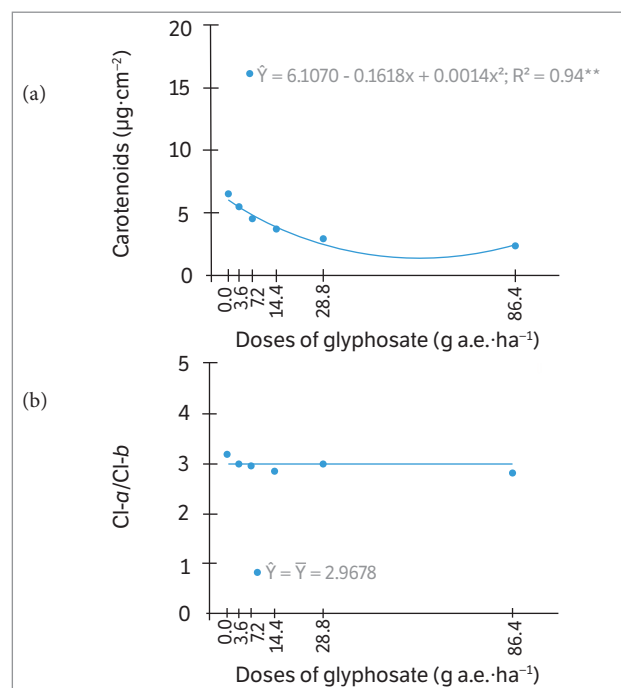 (a)
Carotenoids (µg·cm⁻²)
20
15
10
5
0
Ŷ = 6.1070 - 0.1618x + 0.0014x²; R² = 0.94**
0.0
3.6
7.2
14.4
28.8
86.4
Doses of glyphosate (g a.e.·ha⁻¹)
(b)
Cl-a/Cl-b
5
4
3
2
1
0
Ŷ = Y̅ = 2.9678
0.0
3.6
7.2
14.4
28.8
86.4
Doses of glyphosate (g a.e.·ha⁻¹)